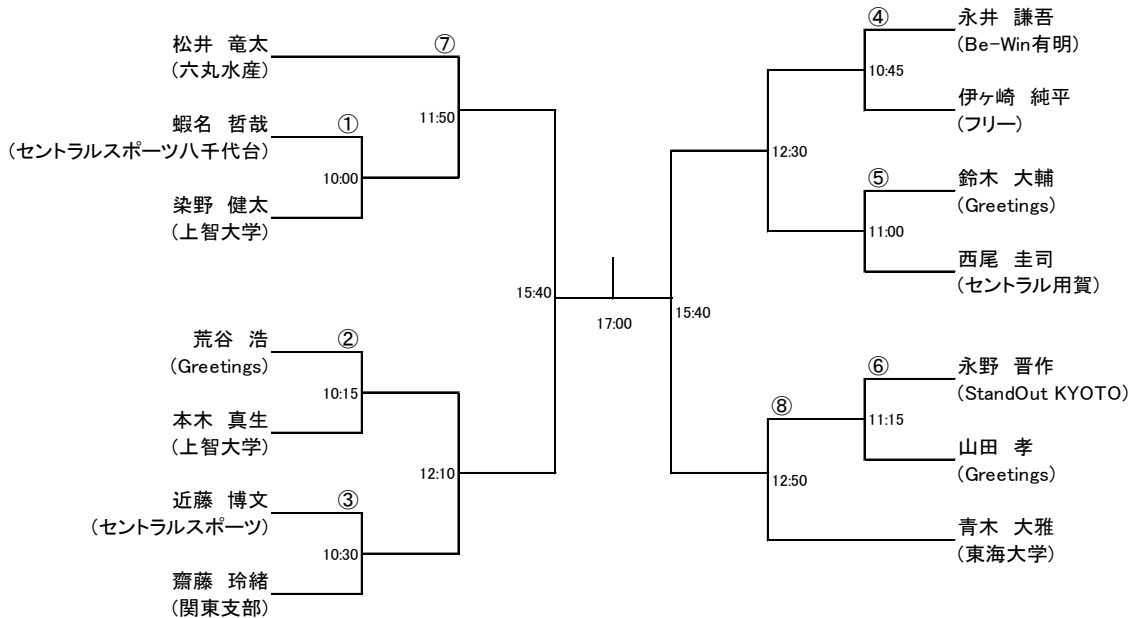 松井 竜太
(六丸水産)
⑦
11:50
蝦名 哲哉
(セントラルスポーツ八千代台)
①
10:00
染野 健太
(上智大学)
荒谷 浩
(Greetings)
②
10:15
本木 真生
(上智大学)
12:10
近藤 博文
(セントラルスポーツ)
③
10:30
齋藤 玲緒
(関東支部)
15:40
17:00
15:40
④
永井 謙吾
(Be-Win有明)
10:45
伊ヶ崎 純平
(フリー)
12:30
⑤
鈴木 大輔
(Greetings)
11:00
西尾 圭司
(セントラル用賀)
⑥
永野 晋作
(StandOut KYOTO)
⑧
11:15
山田 孝
(Greetings)
12:50
青木 大雅
(東海大学)